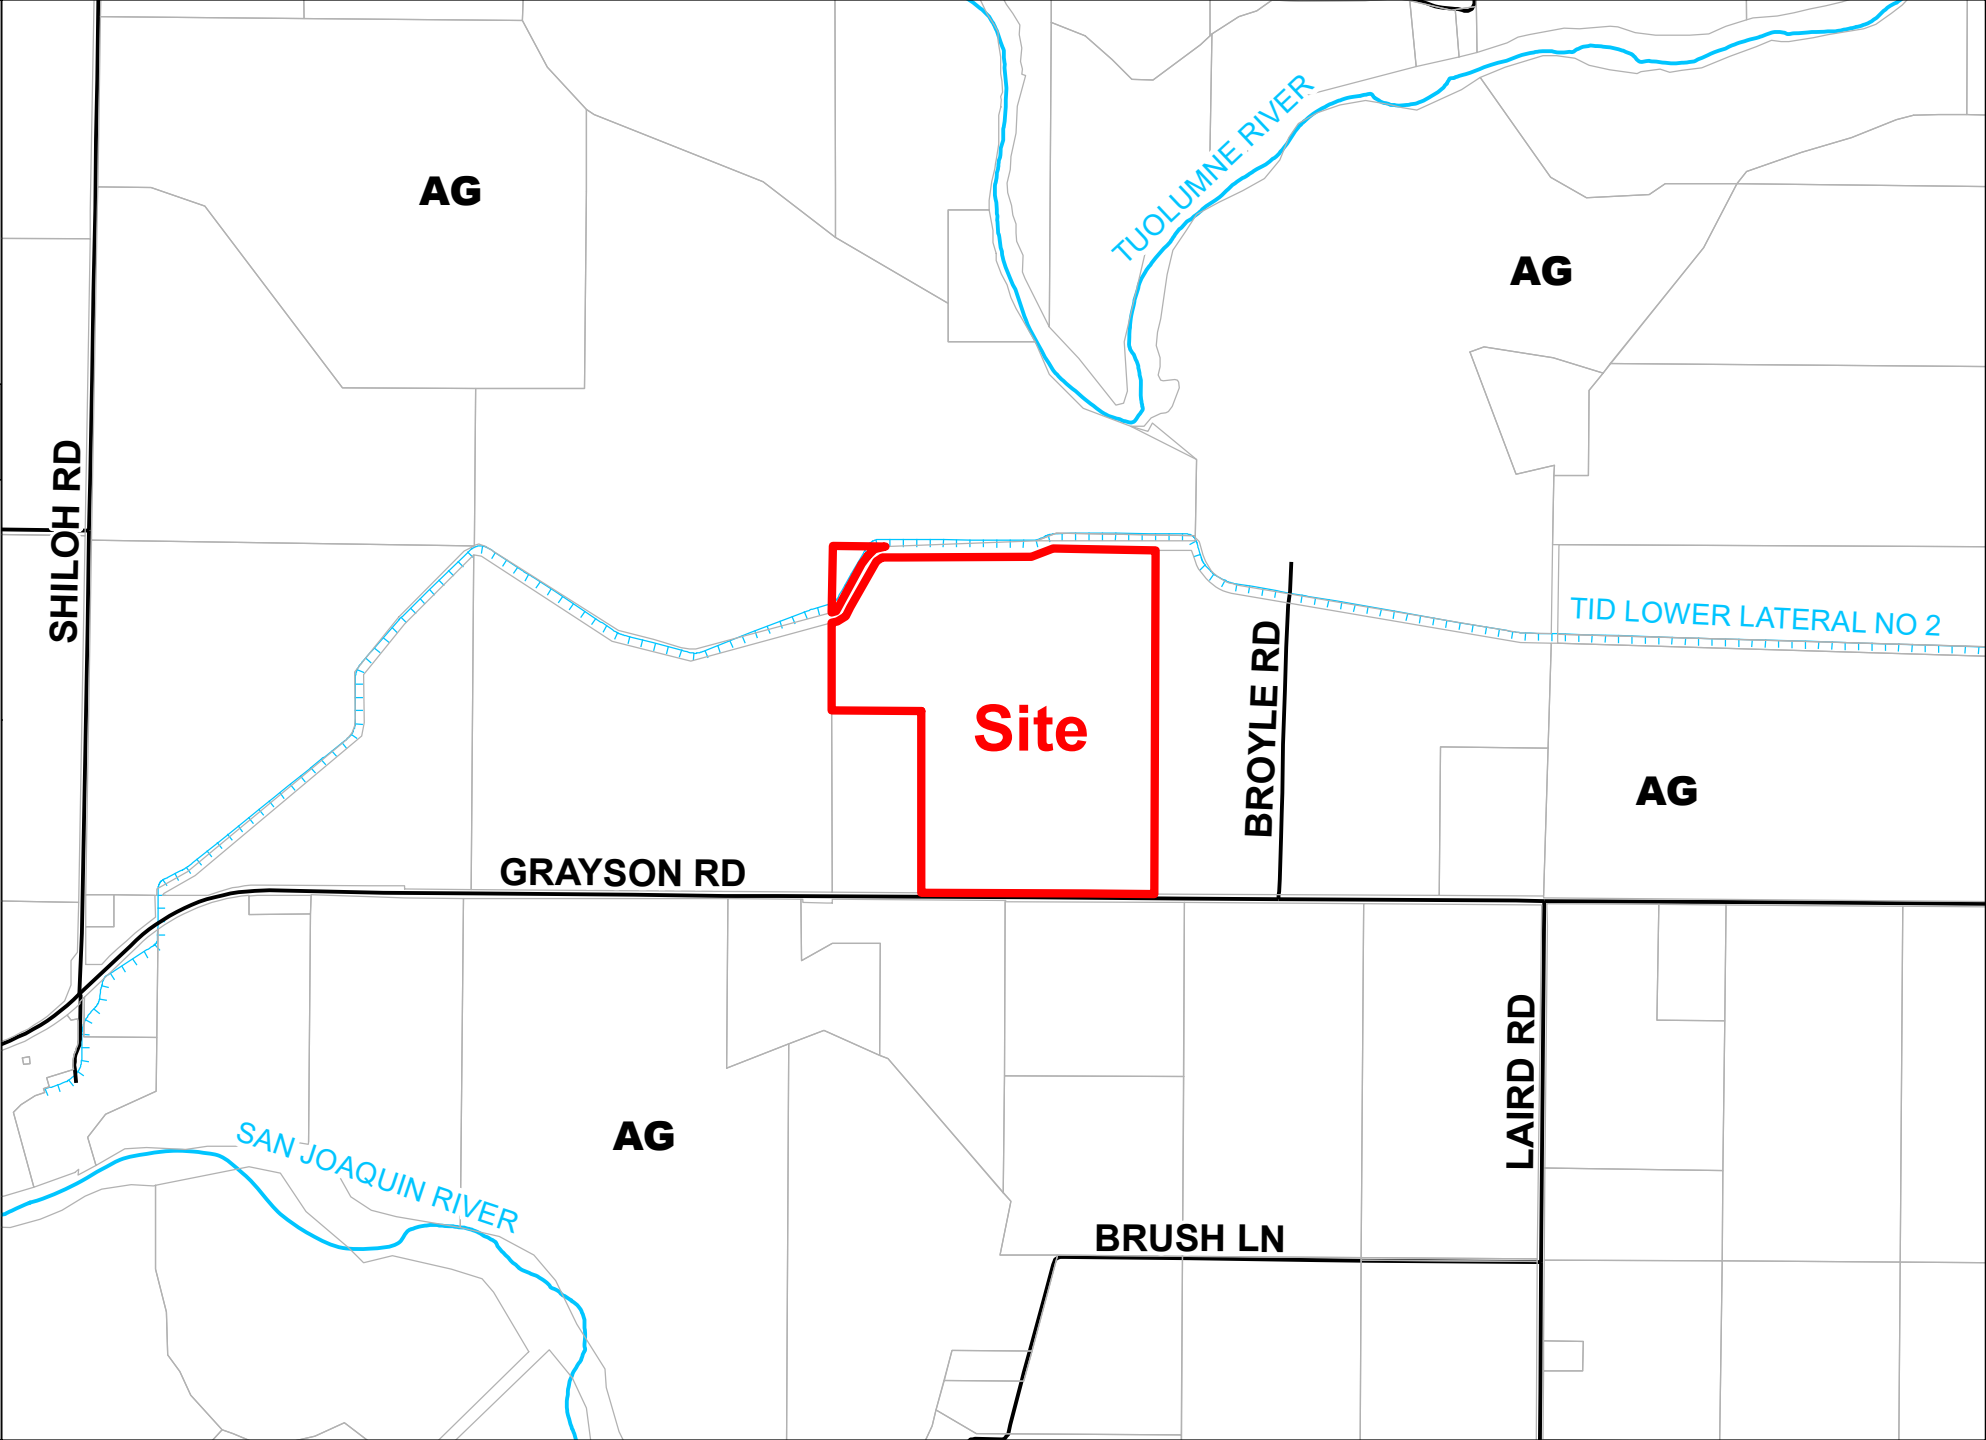 TUOLUMNE RIVER
AG
AG
SHILOH RD
TID LOWER LATERAL NO 2
BROYLE RD
Site
AG
GRAYSON RD
LAIRD RD
AG
SAN JOAQUIN RIVER
BRUSH LN